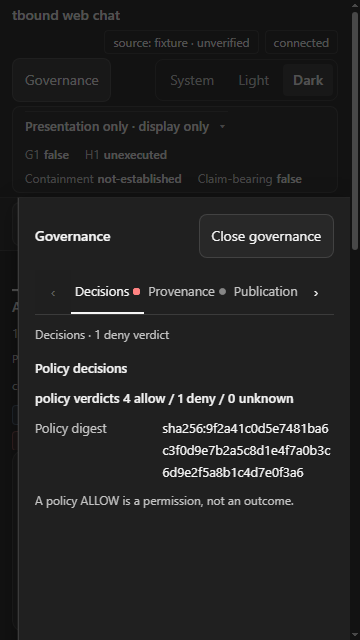 tbound web chat
source: fixture · unverified
connected
Governance
System Light Dark
Presentation only · display only
G1 false H1 unexecuted
Containment not-established Claim-bearing false
Governance
Close governance
‹ Decisions Provenance Publication ›
Decisions · 1 deny verdict
Policy decisions
policy verdicts 4 allow / 1 deny / 0 unknown
Policy digest
sha256:9f2a41c0d5e7481ba6
c3f0d9e7b2a5c8d1e4f7a0b3c
6d9e2f5a8b1c4d7e0f3a6
A policy ALLOW is a permission, not an outcome.